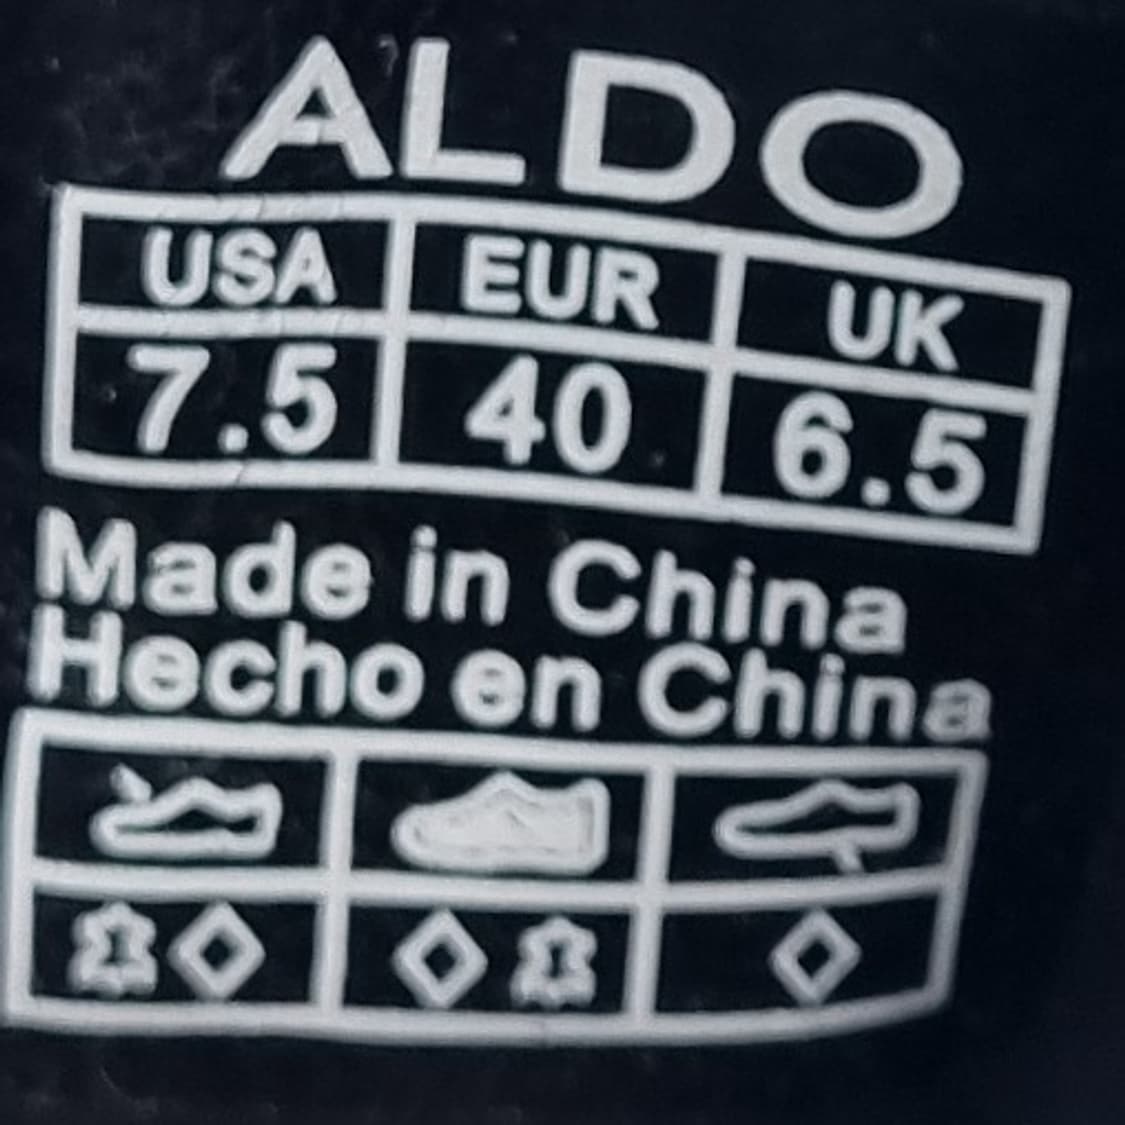 ALDO
USA EUR UK
7.5 40 6.5
Made in China
Hecho en China